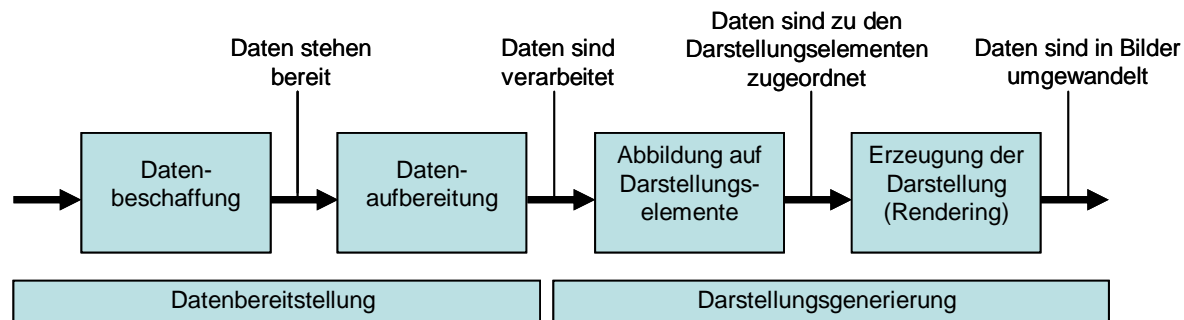 Daten stehen
bereit
Daten sind
verarbeitet
Daten sind zu den
Darstellungselementen
zugeordnet
Daten sind in Bilder
umgewandelt
Daten-
beschaffung
Daten-
aufbereitung
Abbildung auf
Darstellungs-
elemente
Erzeugung der
Darstellung
(Rendering)
Datenbereitstellung
Darstellungsgenerierung